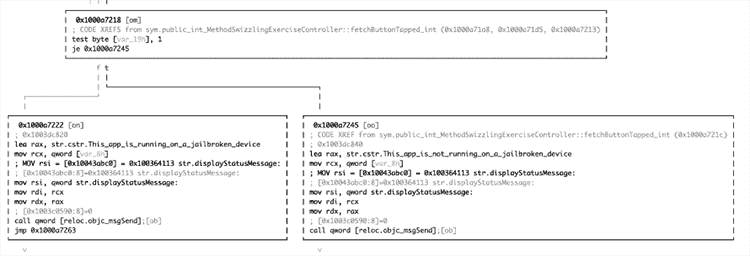 0x1000a7218 [om]
; CODE XREFS from sym.public_int_MethodSwizzlingExerciseController::fetchButtonTapped_int (0x1000a71a8, 0x1000a71d5, 0x1000a7213)
test byte [var_19h], 1
je 0x1000a7245
f t
0x1000a7222 [on]
; 0x1003dc820
lea rax, str.cstr.This_app_is_running_on_a_jailbroken_device
mov rcx, qword [var_8h]
; MOV rsi = [0x10043abc0] = 0x100364113 str.displayStatusMessage:
; [0x10043abc0:8]=0x100364113 str.displayStatusMessage:
mov rsi, qword str.displayStatusMessage:
mov rdi, rcx
mov rdx, rax
; [0x1003c0590:8]=0
call qword [reloc.objc_msgSend];[ob]
jmp 0x1000a7263
v
0x1000a7245 [oo]
; CODE XREF from sym.public_int_MethodSwizzlingExerciseController::fetchButtonTapped_int (0x1000a721c)
; 0x1003dc840
lea rax, str.cstr.This_app_is_not_running_on_a_jailbroken_device
mov rcx, qword [var_8h]
; MOV rsi = [0x10043abc0] = 0x100364113 str.displayStatusMessage:
; [0x10043abc0:8]=0x100364113 str.displayStatusMessage:
mov rsi, qword str.displayStatusMessage:
mov rdi, rcx
mov rdx, rax
; [0x1003c0590:8]=0
call qword [reloc.objc_msgSend];[ob]
v